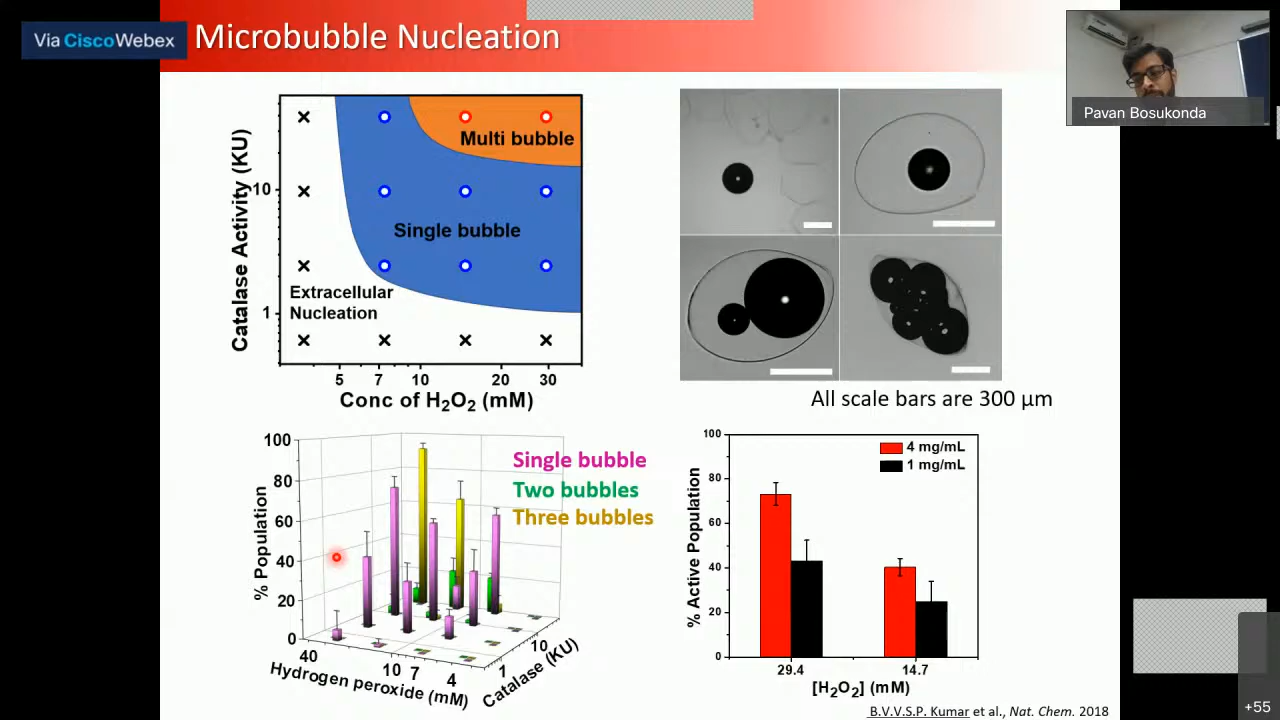 Via Cisco Webex
Microbubble Nucleation
Pavan Bosukonda
Catalase Activity (KU)
10
1
Multi bubble
Single bubble
Extracellular
Nucleation
5 7 10 20 30
Conc of H₂O₂ (mM)
All scale bars are 300 µm
% Population
100
80
60
40
20
0
Single bubble
Two bubbles
Three bubbles
40 10 7 4
Hydrogen peroxide (mM)
7 10
Catalase (KU)
% Active Population
100
80
60
40
20
0
4 mg/mL
1 mg/mL
29.4 14.7
[H₂O₂] (mM)
B.V.V.S.P. Kumar et al., Nat. Chem. 2018
+55